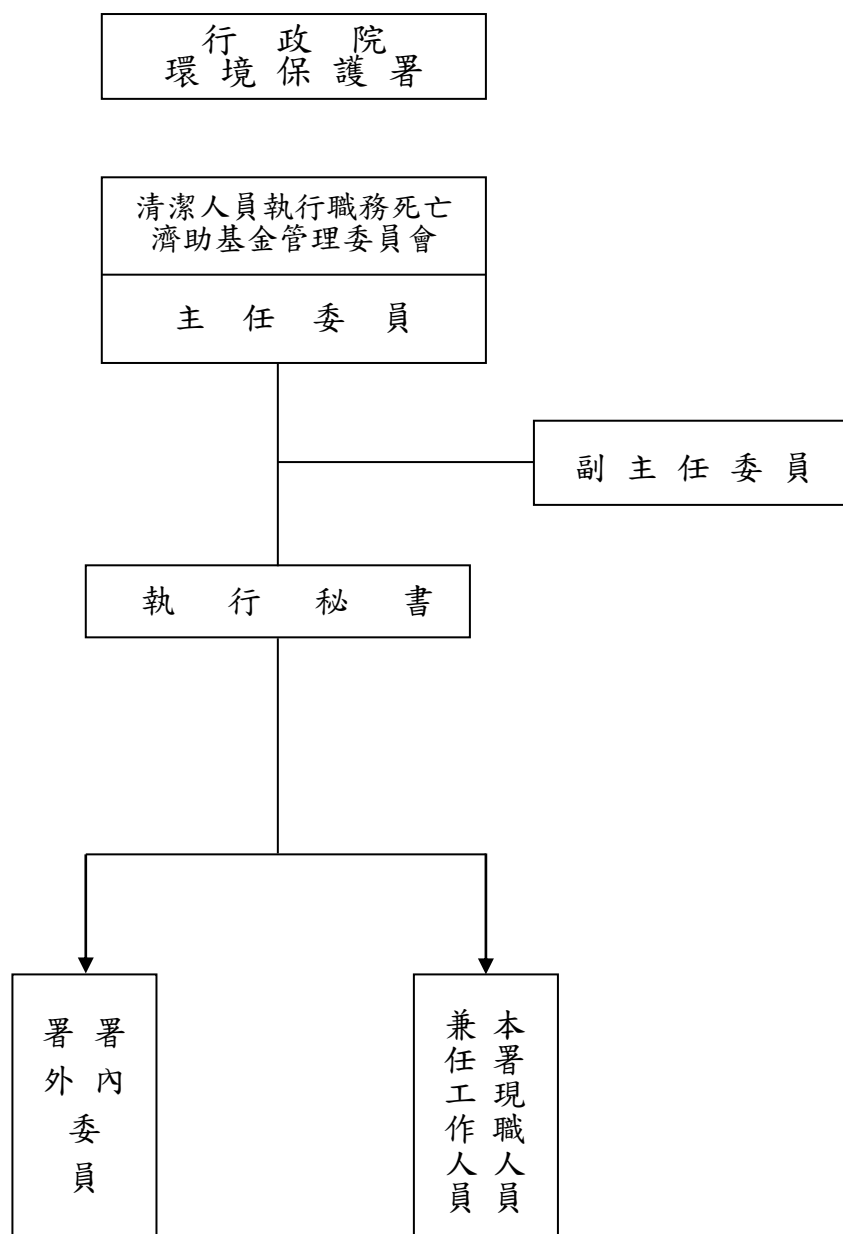 行政院
環境保護署
清潔人員執行職務死亡
濟助基金管理委員會
主任委員
副主任委員
執行秘書
署內
署外
委員
本署現職人員
兼任工作人員